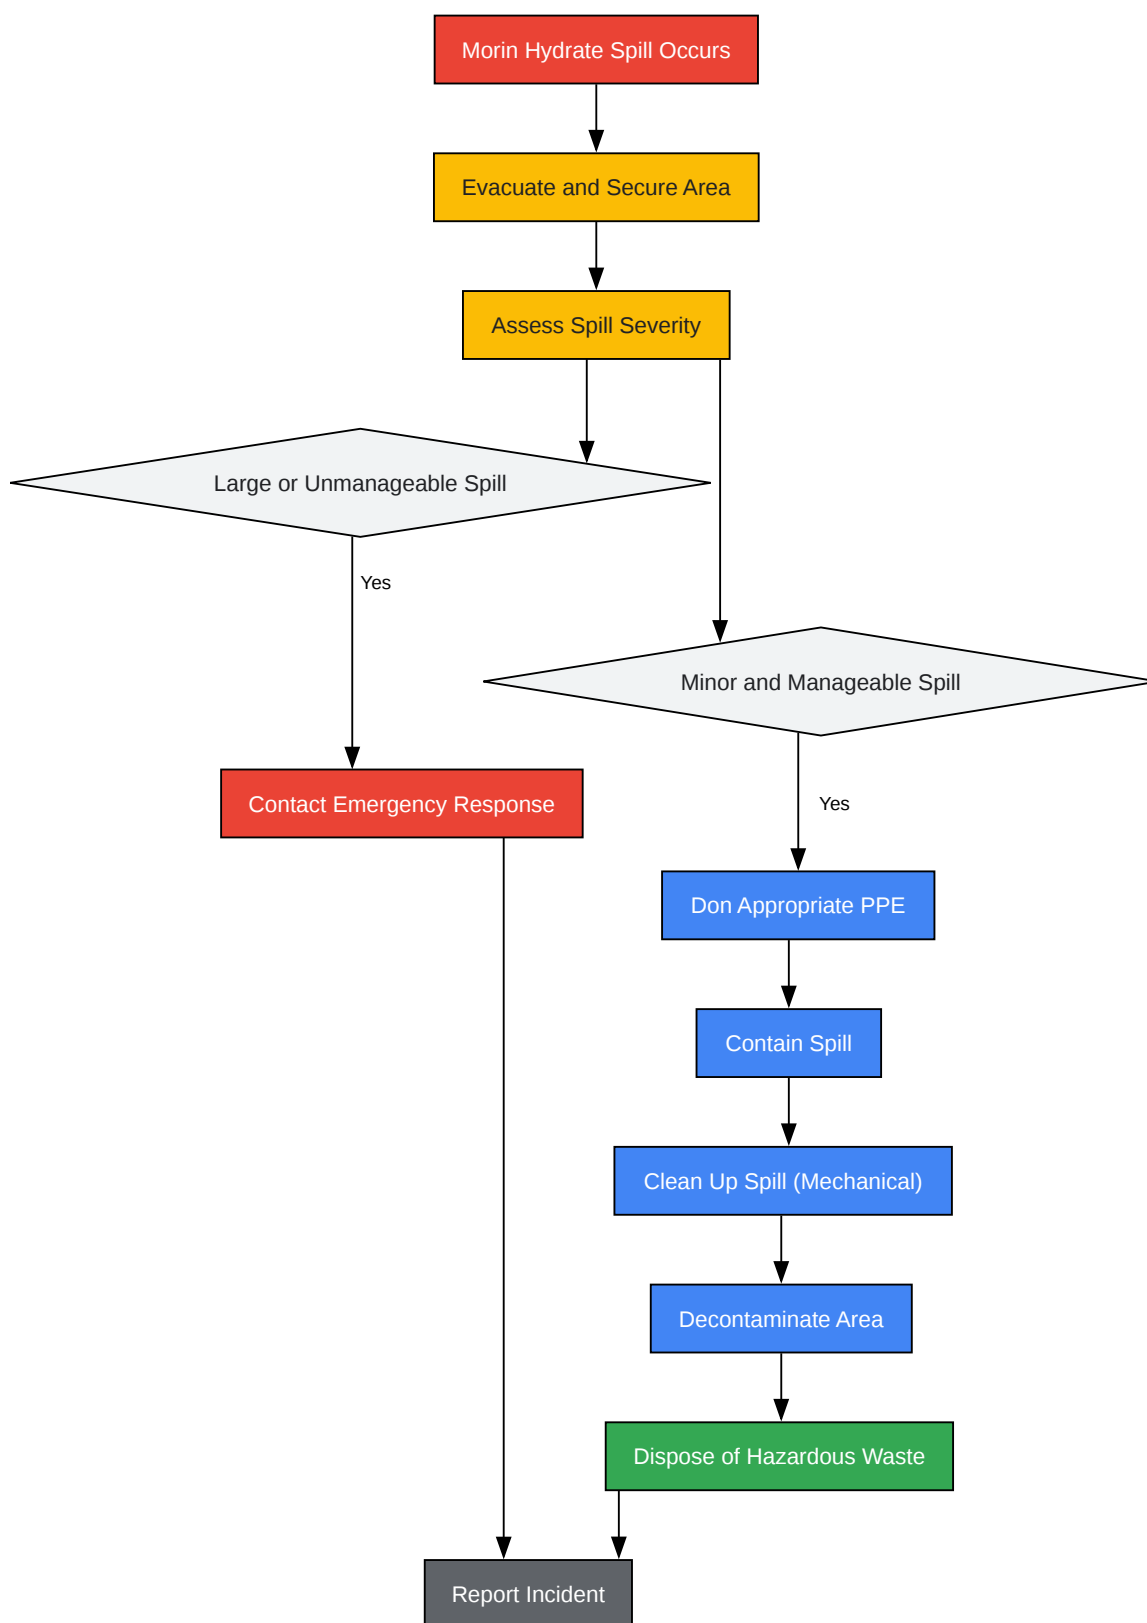 Morin Hydrate Spill Occurs
Evacuate and Secure Area
Assess Spill Severity
Large or Unmanageable Spill
Yes
Minor and Manageable Spill
Contact Emergency Response
Yes
Don Appropriate PPE
Contain Spill
Clean Up Spill (Mechanical)
Decontaminate Area
Dispose of Hazardous Waste
Report Incident